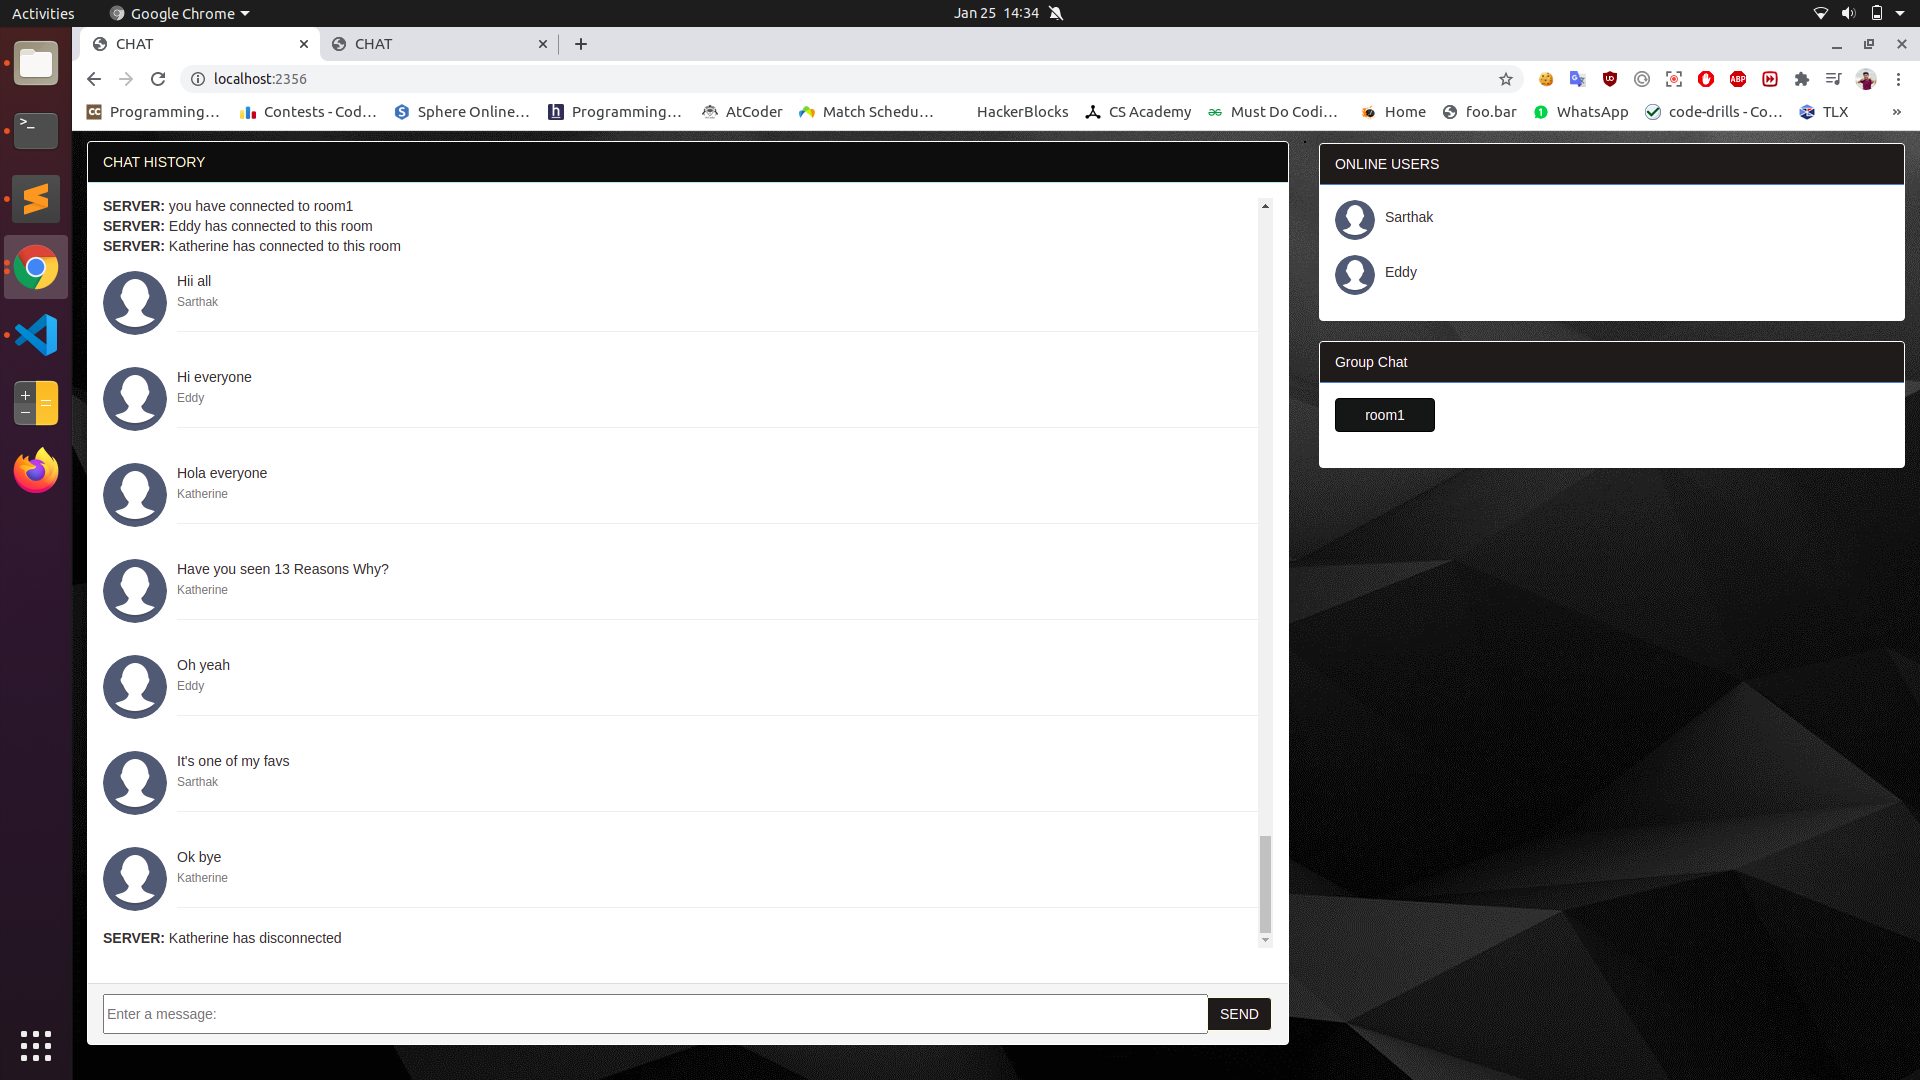 Activities
Google Chrome
Jan 25 14:34
CHAT
CHAT
localhost:2356
ABP
Programming...
Contests - Cod...
Sphere Online...
Programming...
AtCoder
Match Schedu...
HackerBlocks
CS Academy
Must Do Codi...
Home
foo.bar
WhatsApp
code-drills - Co...
TLX
»
CHAT HISTORY
SERVER: you have connected to room1
SERVER: Eddy has connected to this room
SERVER: Katherine has connected to this room
Hii all
Sarthak
Hi everyone
Eddy
Hola everyone
Katherine
Have you seen 13 Reasons Why?
Katherine
Oh yeah
Eddy
It's one of my favs
Sarthak
Ok bye
Katherine
SERVER: Katherine has disconnected
Enter a message:
SEND
ONLINE USERS
Sarthak
Eddy
Group Chat
room1